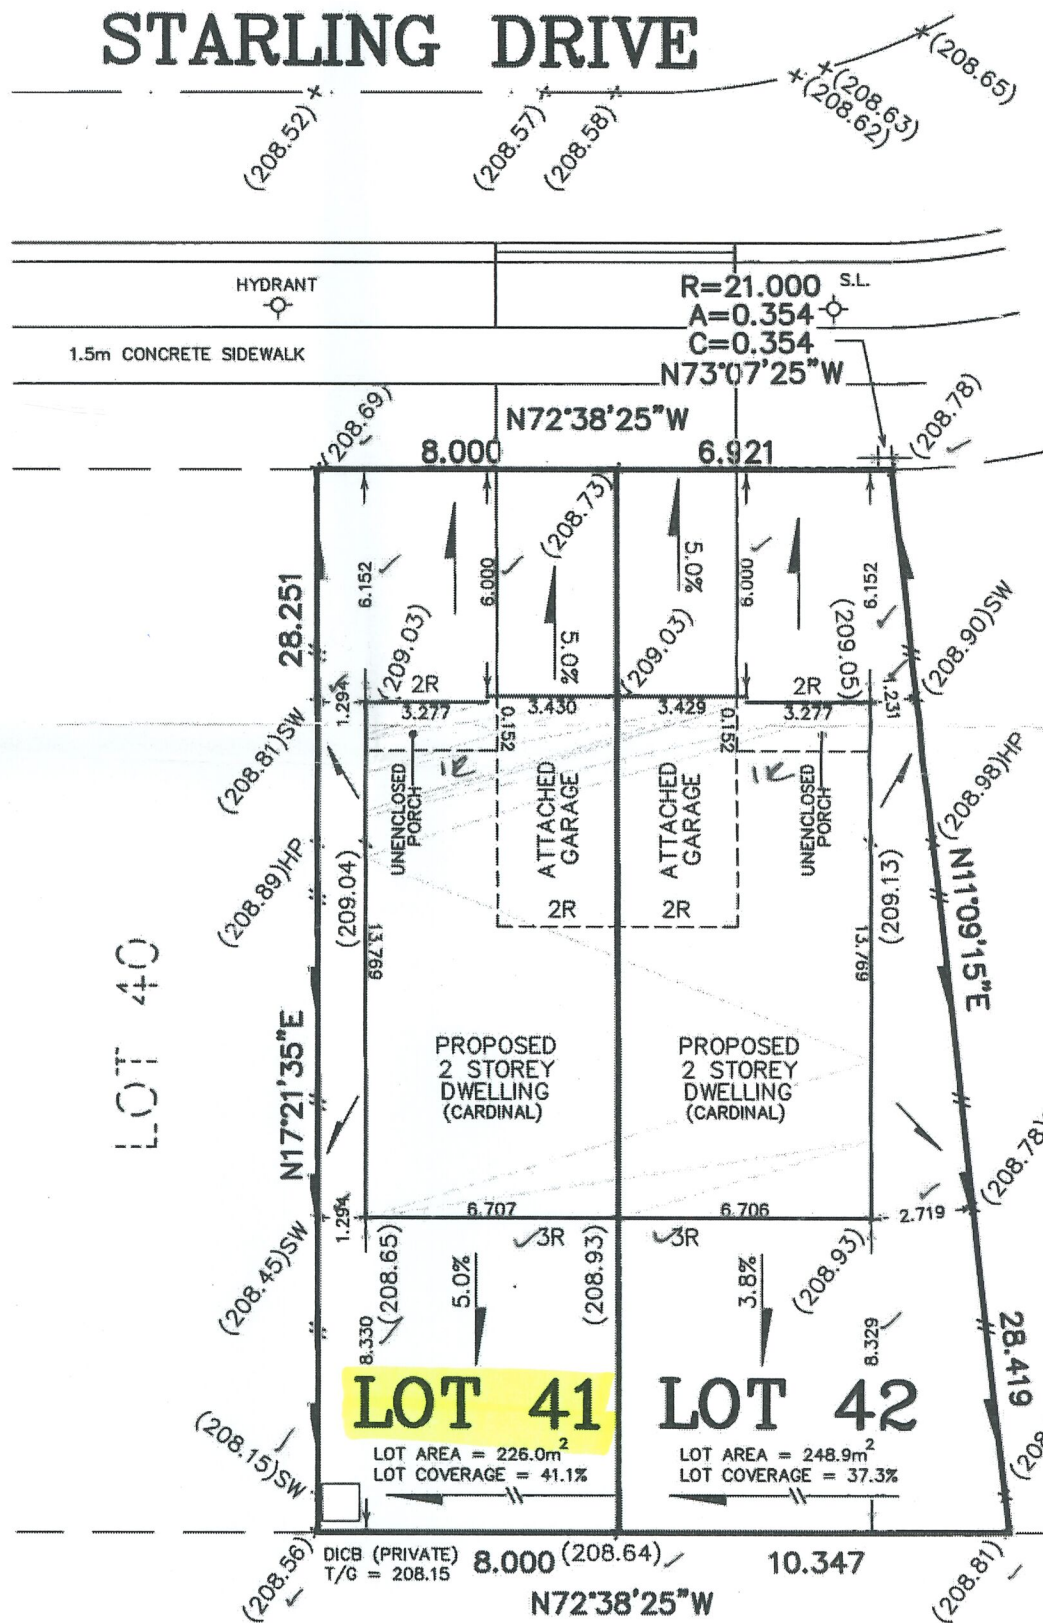 STARLING DRIVE
(208.52)
(208.57)
(208.58)
(208.62)
(208.63)
(208.65)
HYDRANT
S.L.
R=21.000
A=0.354
C=0.354
N73°07'25"W
1.5m CONCRETE SIDEWALK
(208.69)
N72°38'25"W
(208.78)
8.000
6.921
28.251
6.152
6.000
(208.73)
5.0%
6.000
6.152
(209.03)
5.0%
(209.03)
(209.05)
(208.90)SW
2R
2R
1.294
3.277
3.430
3.429
3.277
1.231
(208.81)SW
0.152
0.152
1R
1R
UNENCLOSED
PORCH
ATTACHED
GARAGE
ATTACHED
GARAGE
UNENCLOSED
PORCH
(208.98)HP
(208.89)HP
(209.04)
2R
2R
(209.13)
13.769
13.769
N11°09'15"E
LOT 40
N17°21'35"E
PROPOSED
2 STOREY
DWELLING
(CARDINAL)
PROPOSED
2 STOREY
DWELLING
(CARDINAL)
(208.78)
1.294
6.707
6.706
2.719
(208.45)SW
(208.65)
3R
(208.93)
3R
(208.93)
5.0%
3.8%
8.330
8.329
28.419
LOT 41
LOT 42
LOT AREA = 226.0m²
LOT COVERAGE = 41.1%
LOT AREA = 248.9m²
LOT COVERAGE = 37.3%
(208.15)SW
(208.
(208.56)
DICB (PRIVATE)
T/G = 208.15
8.000
(208.64)
10.347
(208.81)
N72°38'25"W